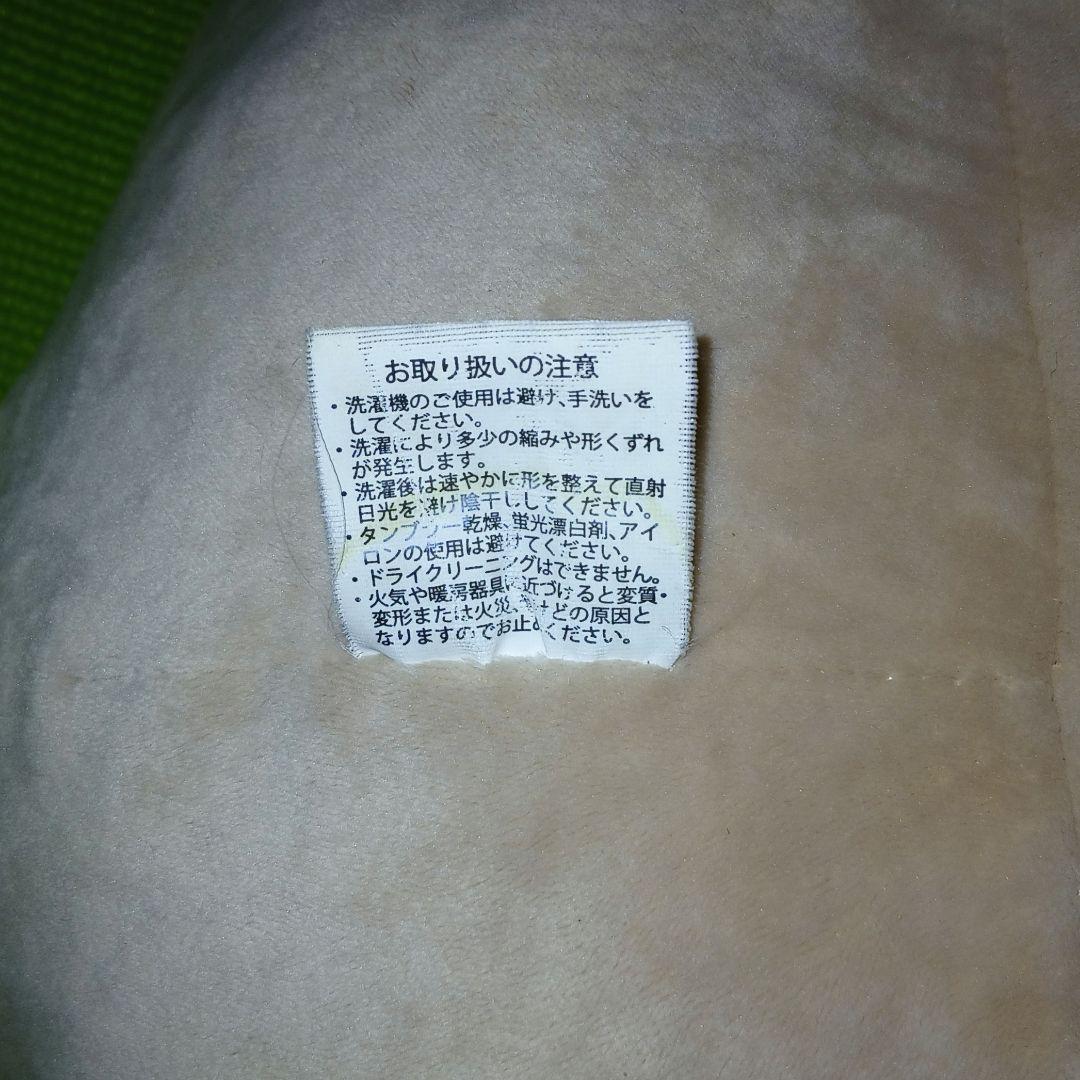 お取り扱いの注意
・洗濯機のご使用は避け、手洗いを
してください。
・洗濯により多少の縮みや形くずれ
が発生します。
・洗濯後は速やかに形を整えて直射
日光を避け陰干ししてください。
・タンブラー乾燥、蛍光漂白剤、アイ
ロンの使用は避けてください。
・ドライクリーニングはできません。
・火気や暖房器具に近づけると変質・
変形または火災、やけどの原因と
なりますのでお止めください。